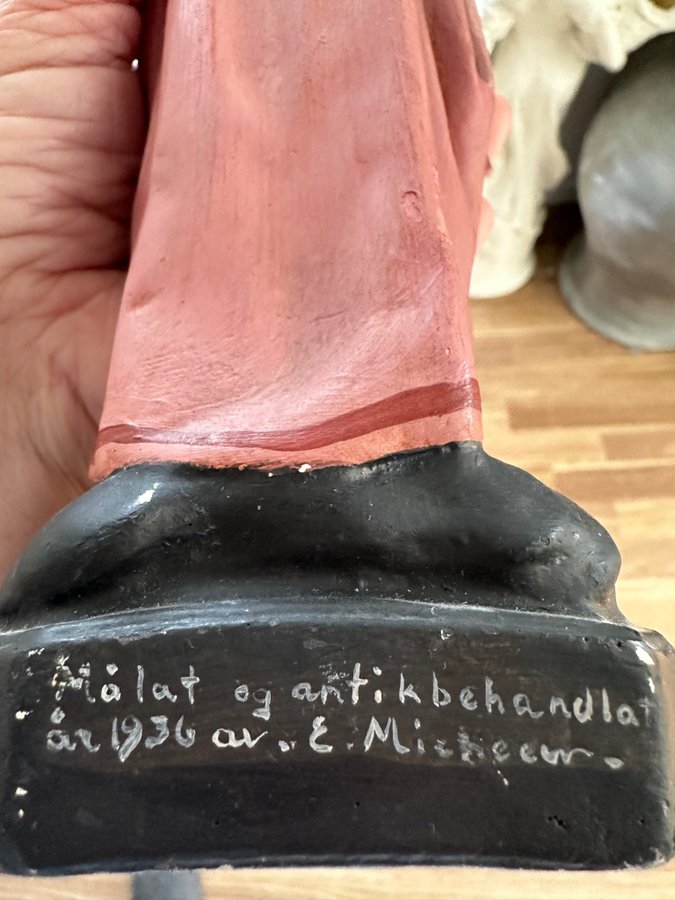 Målat og antikbehandlat
år 1936 av. E.